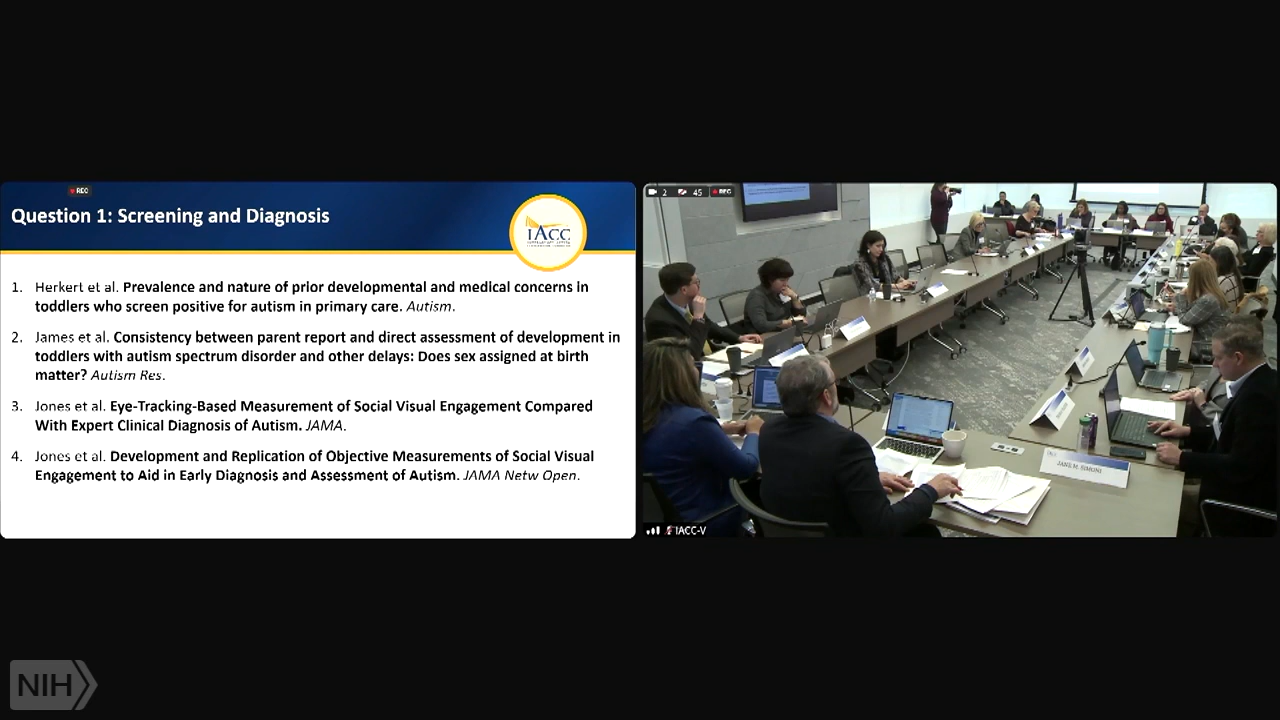 REC
Question 1: Screening and Diagnosis
IACC
1. Herkert et al. Prevalence and nature of prior developmental and medical concerns in
toddlers who screen positive for autism in primary care. Autism.
2. James et al. Consistency between parent report and direct assessment of development in
toddlers with autism spectrum disorder and other delays: Does sex assigned at birth
matter? Autism Res.
3. Jones et al. Eye-Tracking-Based Measurement of Social Visual Engagement Compared
With Expert Clinical Diagnosis of Autism. JAMA.
4. Jones et al. Development and Replication of Objective Measurements of Social Visual
Engagement to Aid in Early Diagnosis and Assessment of Autism. JAMA Netw Open.
2 45 REC
JANE M. SIMONI
IACC-V
NIH